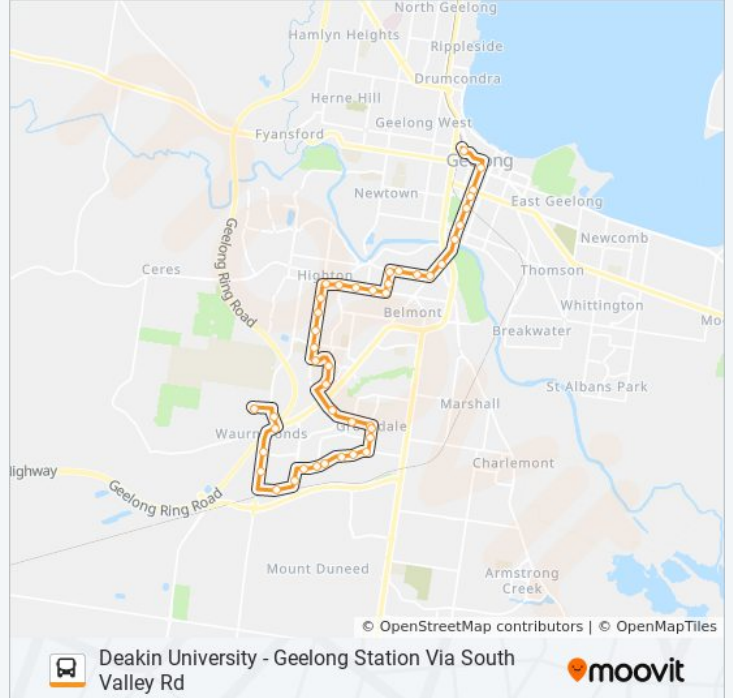 North Geelong
Hamlyn Heights
Rippleside
Drumcondra
Herne Hill
Geelong West
Fyansford
Geelong
Newtown
East Geelong
Newcomb
Geelong Ring Road
Ceres
Highton
Thomson
Whittington
Mo
Belmont
Breakwater
St Albans Park
Marshall
Waurn Ponds
Grovedale
Charlemont
Highway
Geelong Ring Road
Mount Duneed
Armstrong
Creek
© OpenStreetMap contributors | © OpenMapTiles
Deakin University - Geelong Station Via South
Valley Rd
moovit